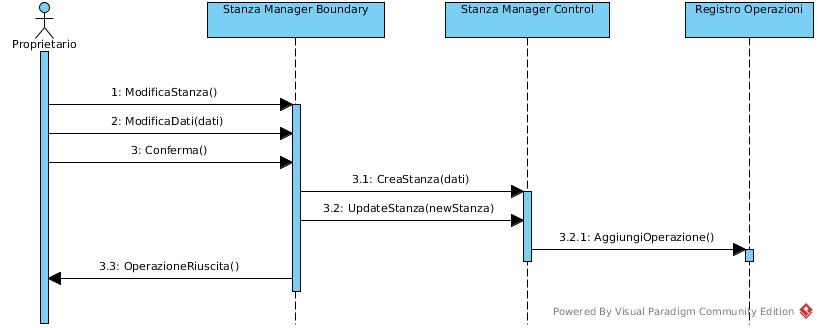 Stanza Manager Boundary
Stanza Manager Control
Registro Operazioni
Proprietario
1: ModificaStanza()
2: ModificaDati(dati)
3: Conferma()
3.1: CreaStanza(dati)
3.2: UpdateStanza(newStanza)
3.2.1: AggiungiOperazione()
3.3: OperazioneRiuscita()
Powered By Visual Paradigm Community Edition